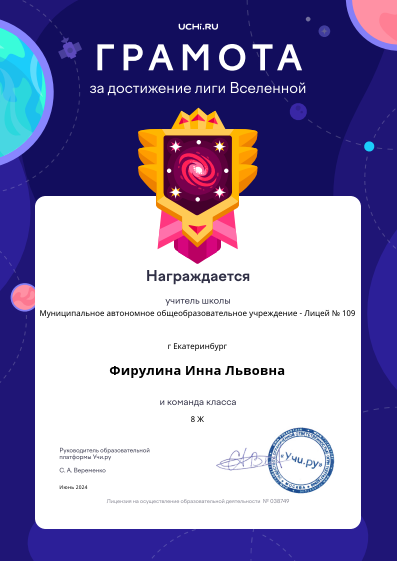 UCHi.RU
ГРАМОТА
за достижение лиги Вселенной
Награждается
учитель школы
Муниципальное автономное общеобразовательное учреждение - Лицей № 109
г Екатеринбург
Фирулина Инна Львовна
и команда класса
8 Ж
Руководитель образовательной
платформы Учи.ру
С. А. Веременко
«Учи.ру»
МОСКВА
Июнь 2024
Лицензия на осуществление образовательной деятельности № 038749